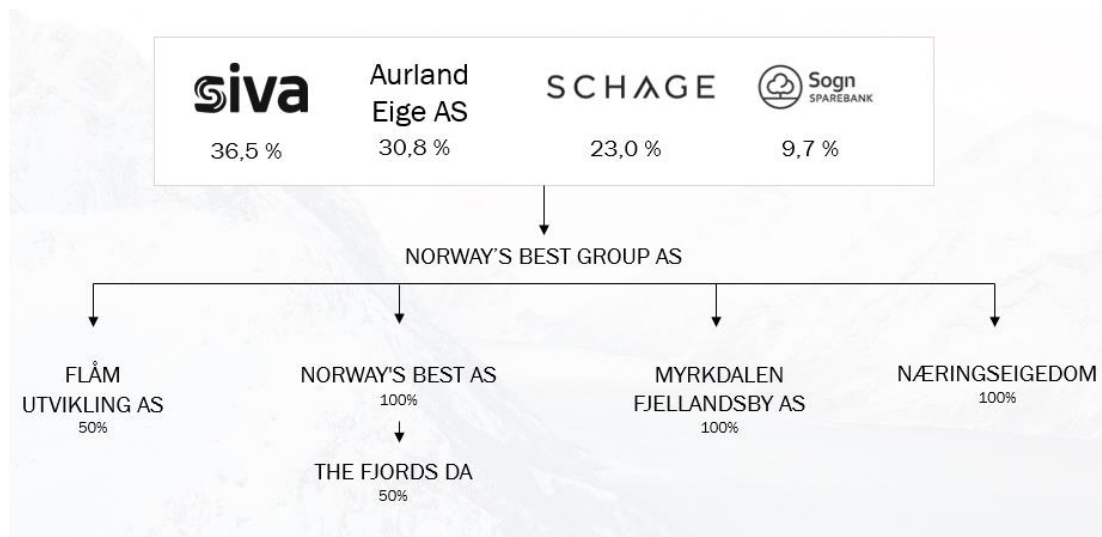 siva
Aurland
Eige AS
SCHAGE
Sogn
SPAREBANK
36,5 %
30,8 %
23,0 %
9,7 %
NORWAY’S BEST GROUP AS
FLÅM
UTVIKLING AS
50%
NORWAY'S BEST AS
100%
THE FJORDS DA
50%
MYRKDALEN
FJELLANDSBY AS
100%
NÆRINGSEIGEDOM
100%